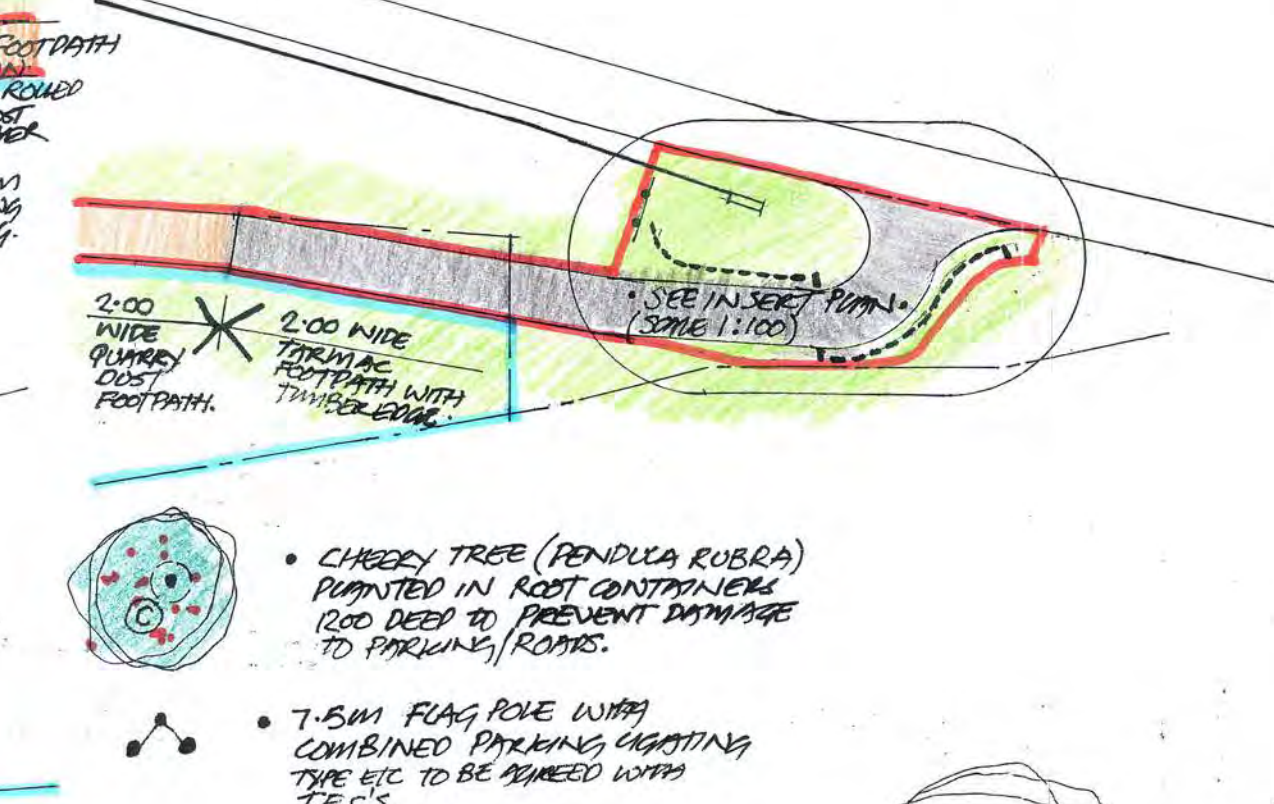 FOOTPATH
ROLLED
2.00
WIDE
QUARRY
DUST
FOOTPATH.
2.00 WIDE
TARMAC
FOOTPATH WITH
TIMBER EDGE.
• SEE INSERT PLAN.
(SCALE 1:100)
• CHEERY TREE (PENDULA RUBRA)
PLANTED IN ROOT CONTAINERS
1200 DEEP TO PREVENT DAMAGE
TO PARKING/ROADS.
C
• 7.5M FLAG POLE WITH
COMBINED PARKING LIGHTING
TYPE ETC TO BE AGREED WITH